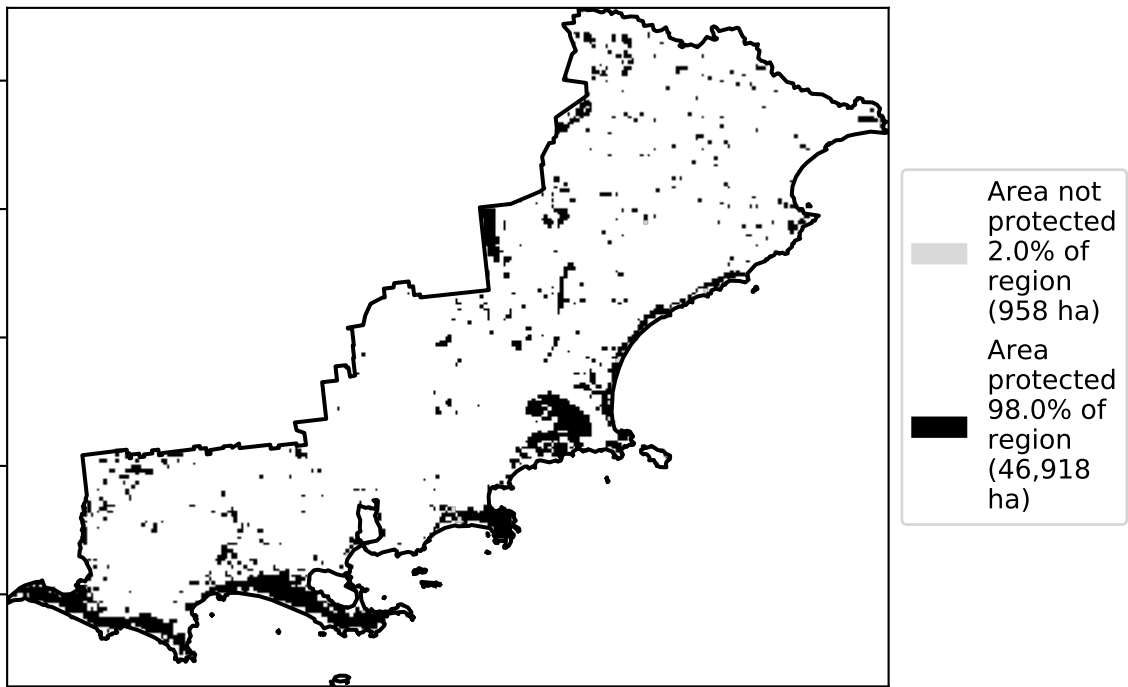 Area not
protected
2.0% of
region
(958 ha)
Area
protected
98.0% of
region
(46,918
ha)